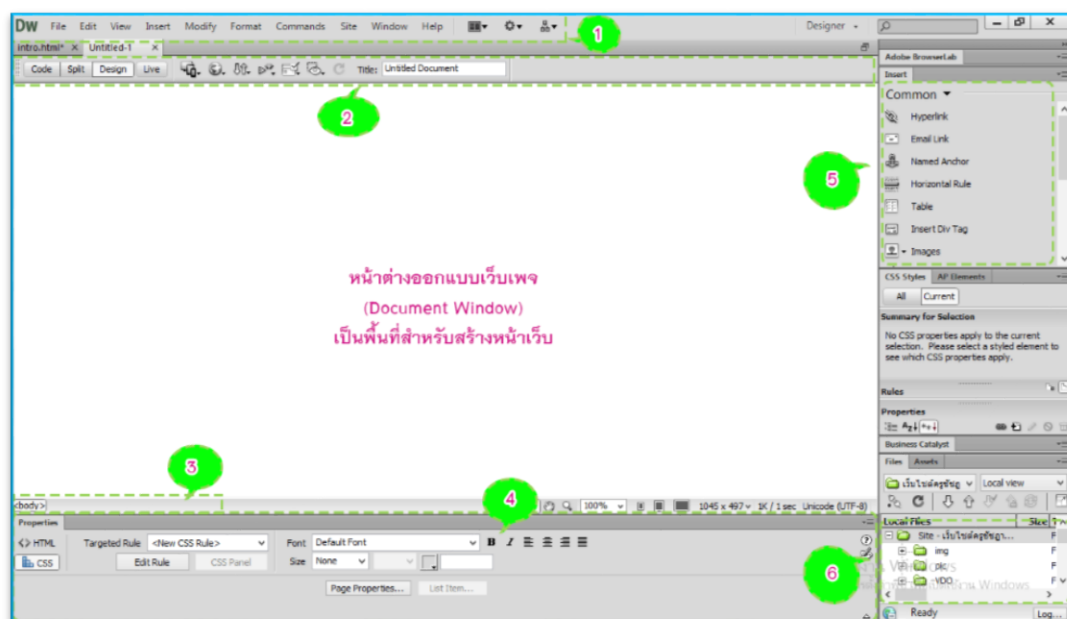 DW File Edit View Insert Modify Format Commands Site Window Help
Designer
1
intro.html* × Untitled-1 ×
Code Split Design Live Title: Untitled Document
2
Adobe BrowserLab
Insert
Common
Hyperlink
Email Link
Named Anchor
Horizontal Rule
Table
Insert Div Tag
Images
5
หน้าต่างออกแบบเว็บเพจ
(Document Window)
เป็นพื้นที่สำหรับสร้างหน้าเว็บ
CSS Styles AP Elements
All Current
Summary for Selection
No CSS properties apply to the current
selection. Please select a styled element to
see which CSS properties apply.
Rules
Properties
Business Catalyst
Files Assets
Local view
Local Files Size
Site -
img
pic
VDO
Ready Log...
6
3
4
<body> 100% 1045 x 497 1K / 1 sec Unicode (UTF-8)
Properties
<> HTML Targeted Rule <New CSS Rule> Font Default Font B I
CSS Edit Rule CSS Panel Size None
Page Properties... List Item...